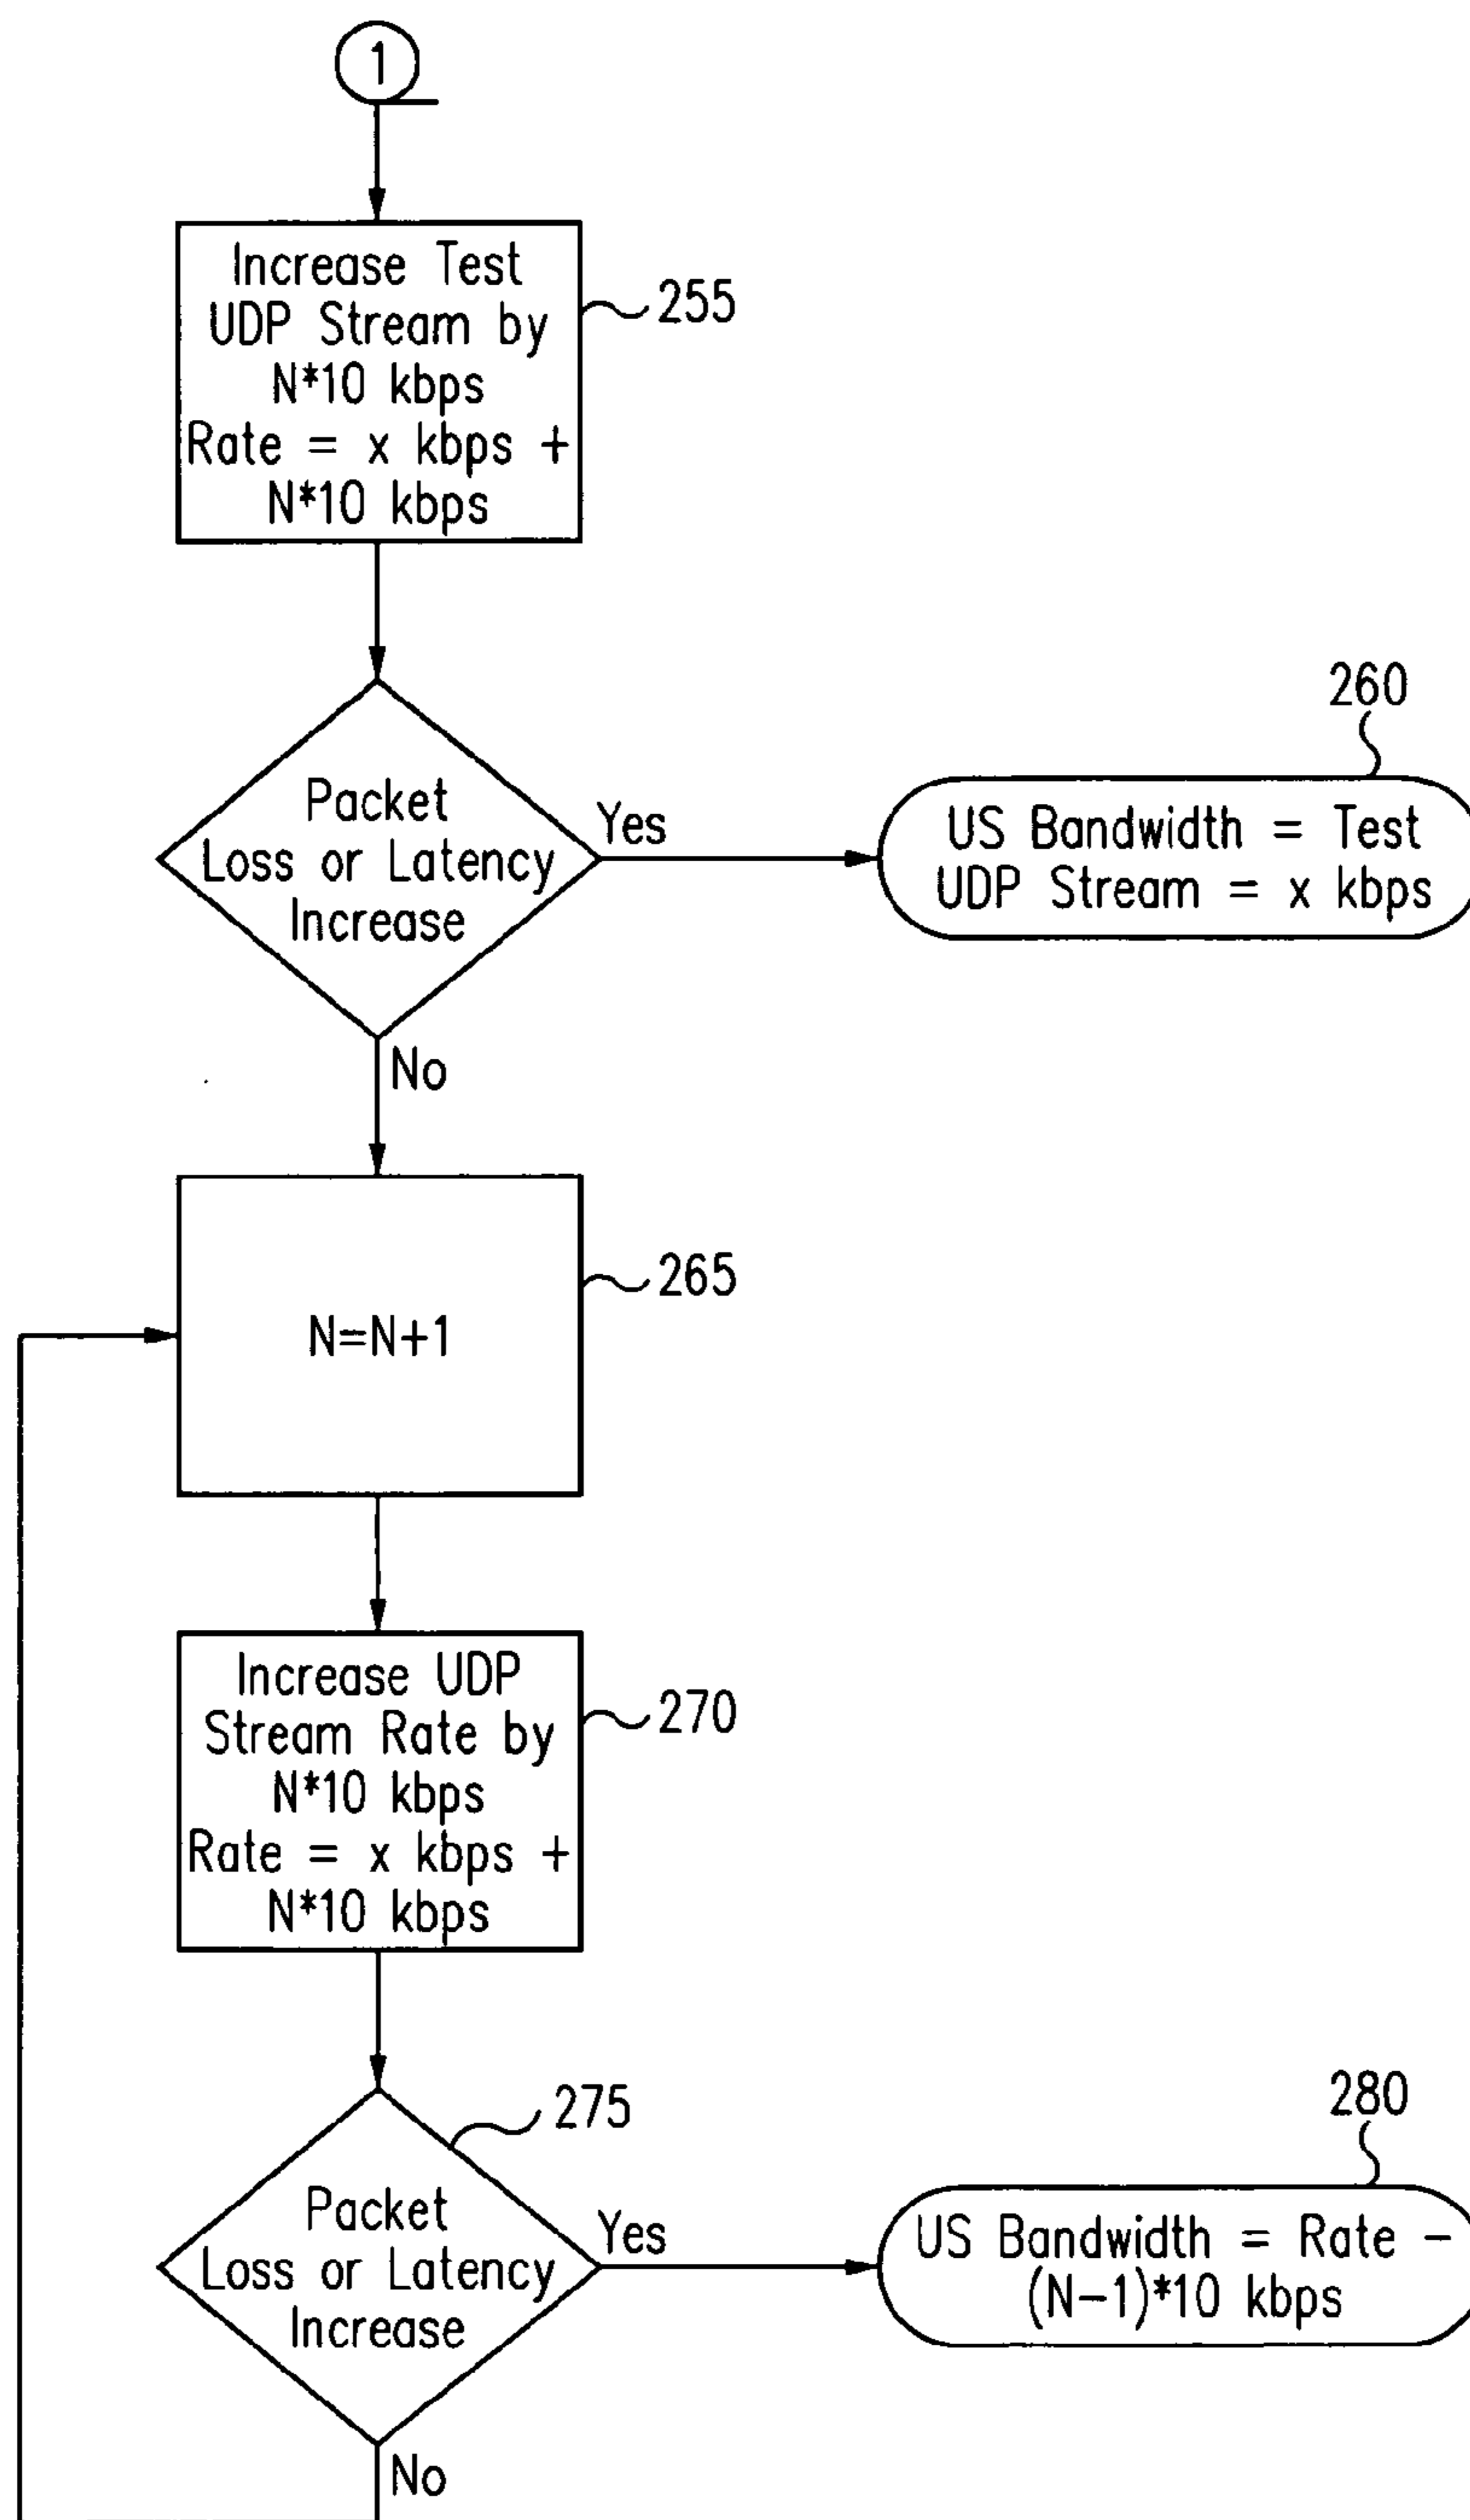 1
Increase Test
UDP Stream by
N*10 kbps
Rate = x kbps +
N*10 kbps
255
Packet
Loss or Latency
Increase
Yes
260
US Bandwidth = Test
UDP Stream = x kbps
No
N=N+1
265
Increase UDP
Stream Rate by
N*10 kbps
Rate = x kbps +
N*10 kbps
270
275
Packet
Loss or Latency
Increase
Yes
280
US Bandwidth = Rate -
(N-1)*10 kbps
No